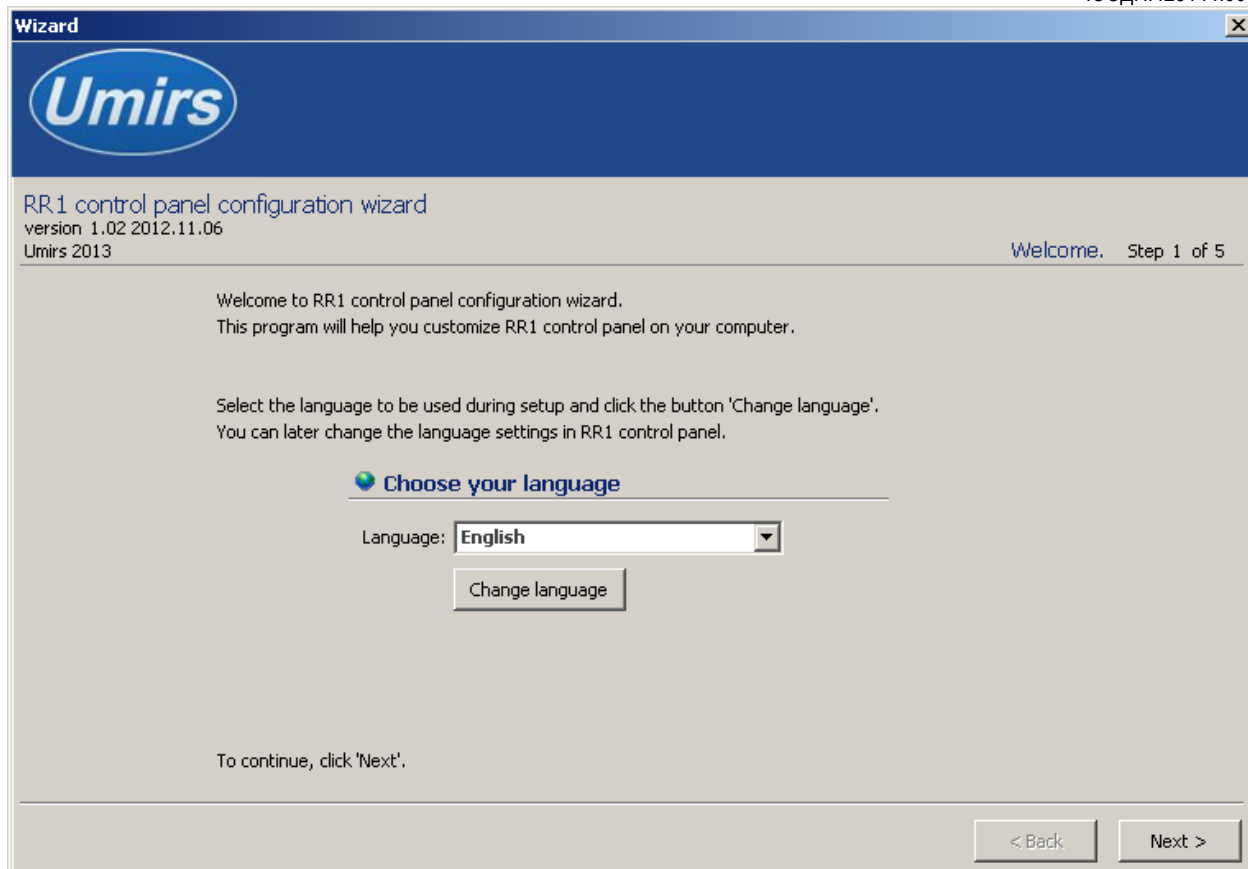 Wizard
Umirs
RR1 control panel configuration wizard
version 1.02 2012.11.06
Umirs 2013
Welcome. Step 1 of 5
Welcome to RR1 control panel configuration wizard.
This program will help you customize RR1 control panel on your computer.
Select the language to be used during setup and click the button 'Change language'.
You can later change the language settings in RR1 control panel.
Choose your language
Language: English
Change language
To continue, click 'Next'.
< Back Next >